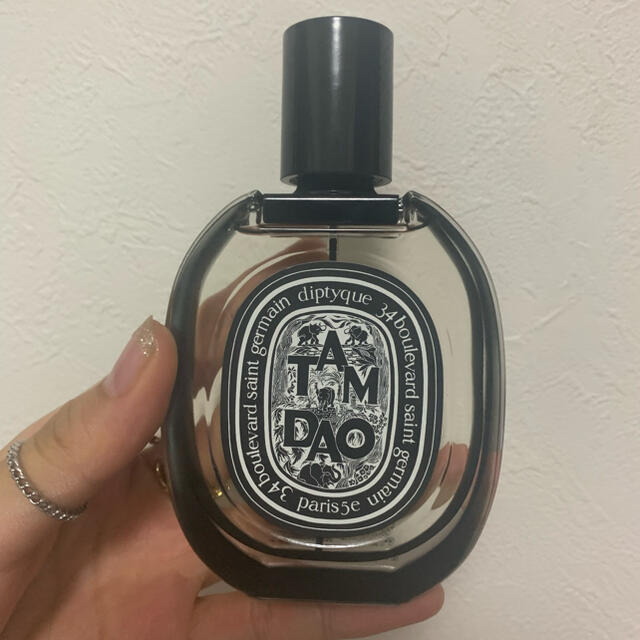 diptyque 34 boulevard saint germain paris 5e 34 boulevard saint germain
TAM
DAO